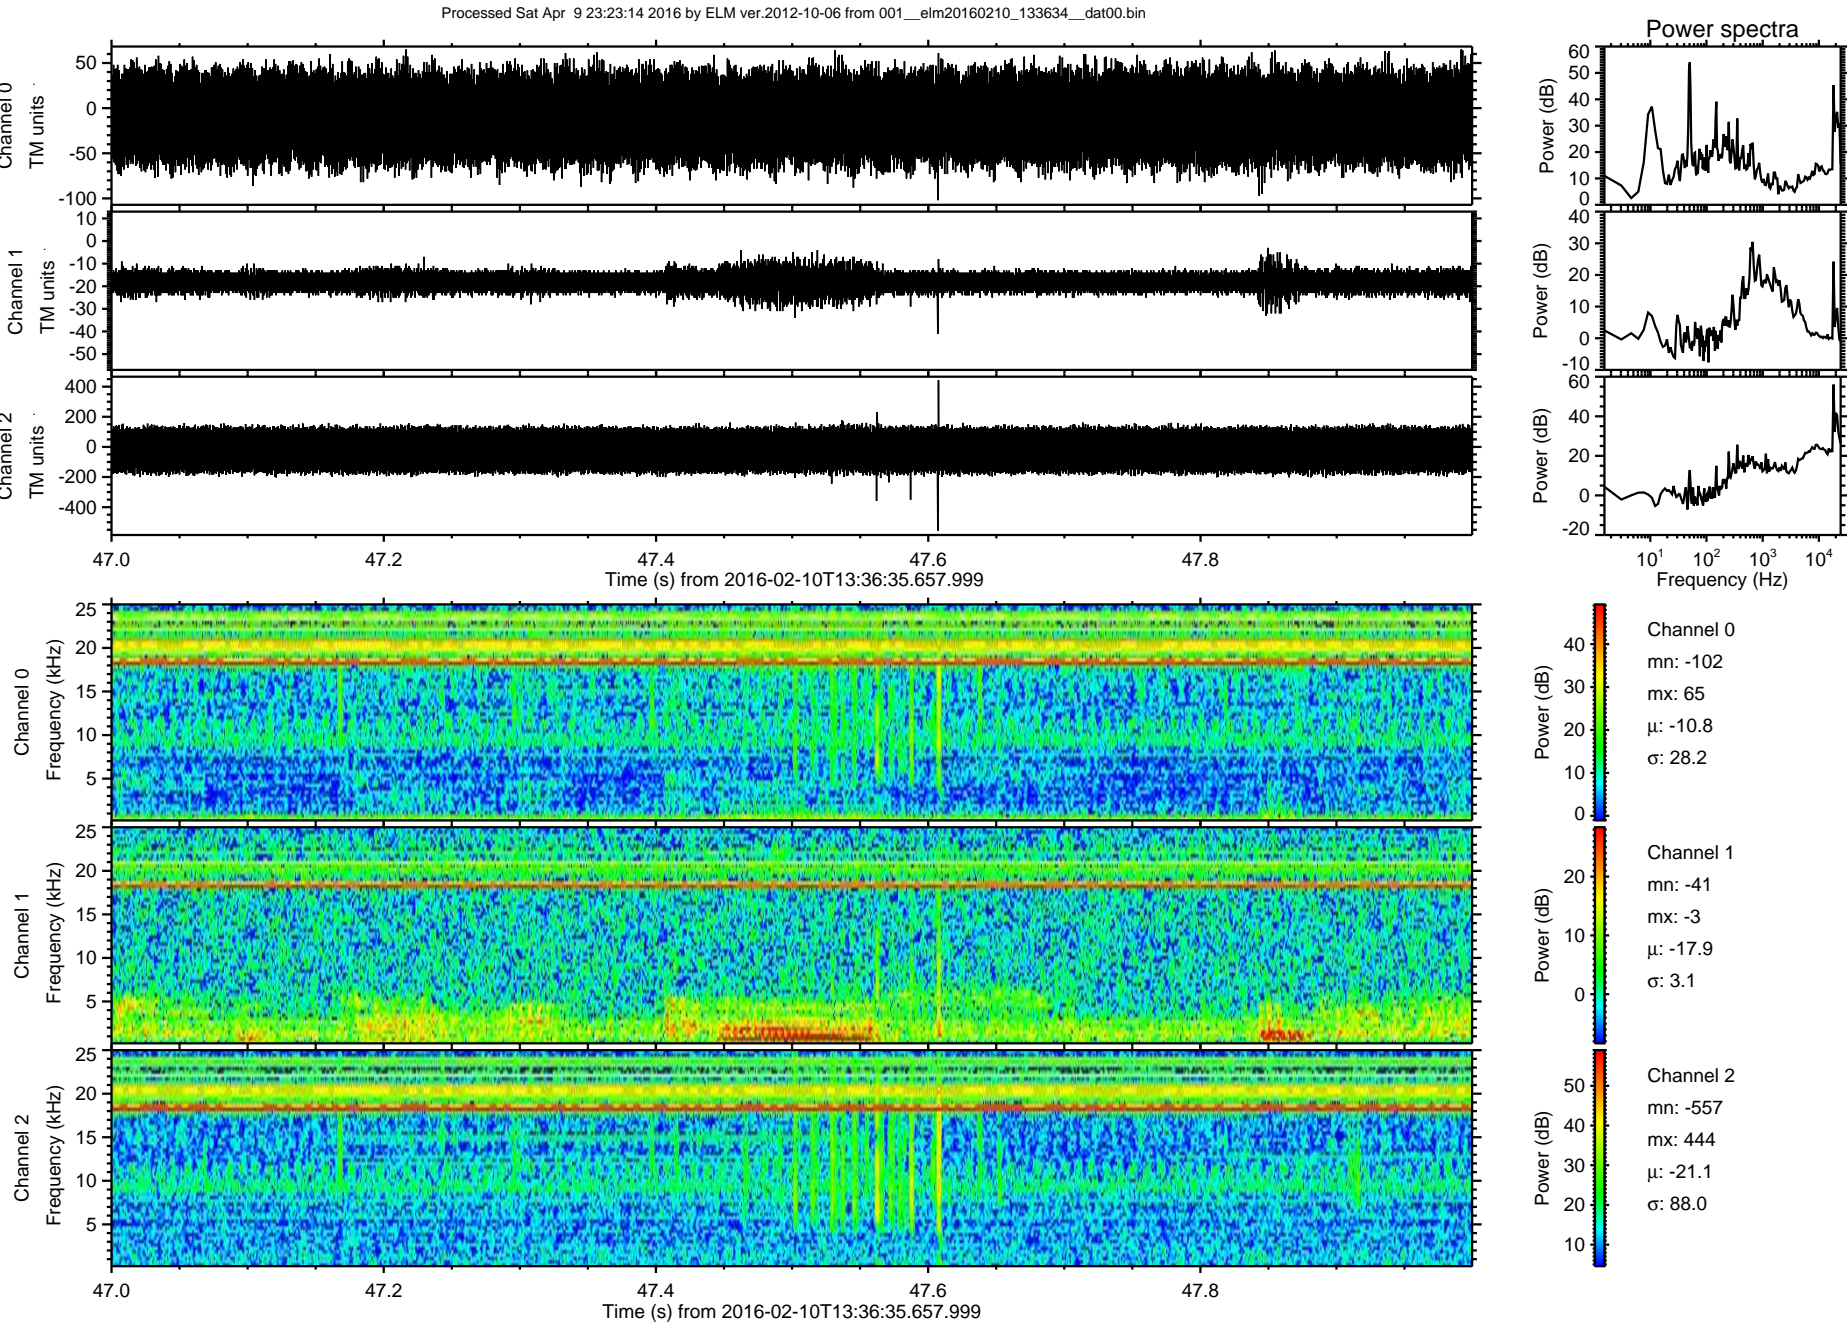 Processed Sat Apr  9 23:23:14 2016 by ELM ver.2012-10-06 from 001__elm20160210_133634__dat00.bin
Power spectra
Channel 0
TM units
50
0
-50
-100
Power (dB)
60
50
40
30
20
10
0
Channel 1
TM units
10
0
-10
-20
-30
-40
-50
Power (dB)
40
30
20
10
0
-10
Channel 2
TM units
400
200
0
-200
-400
Power (dB)
60
40
20
0
-20
47.0 47.2 47.4 47.6 47.8
Time (s) from 2016-02-10T13:36:35.657.999
10¹ 10² 10³ 10⁴
Frequency (Hz)
Channel 0
Frequency (kHz)
25
20
15
10
5
Power (dB)
40
30
20
10
0
Channel 0
mn: -102
mx: 65
μ: -10.8
σ: 28.2
Channel 1
Frequency (kHz)
25
20
15
10
5
Power (dB)
20
10
0
Channel 1
mn: -41
mx: -3
μ: -17.9
σ: 3.1
Channel 2
Frequency (kHz)
25
20
15
10
5
Power (dB)
50
40
30
20
10
Channel 2
mn: -557
mx: 444
μ: -21.1
σ: 88.0
47.0 47.2 47.4 47.6 47.8
Time (s) from 2016-02-10T13:36:35.657.999